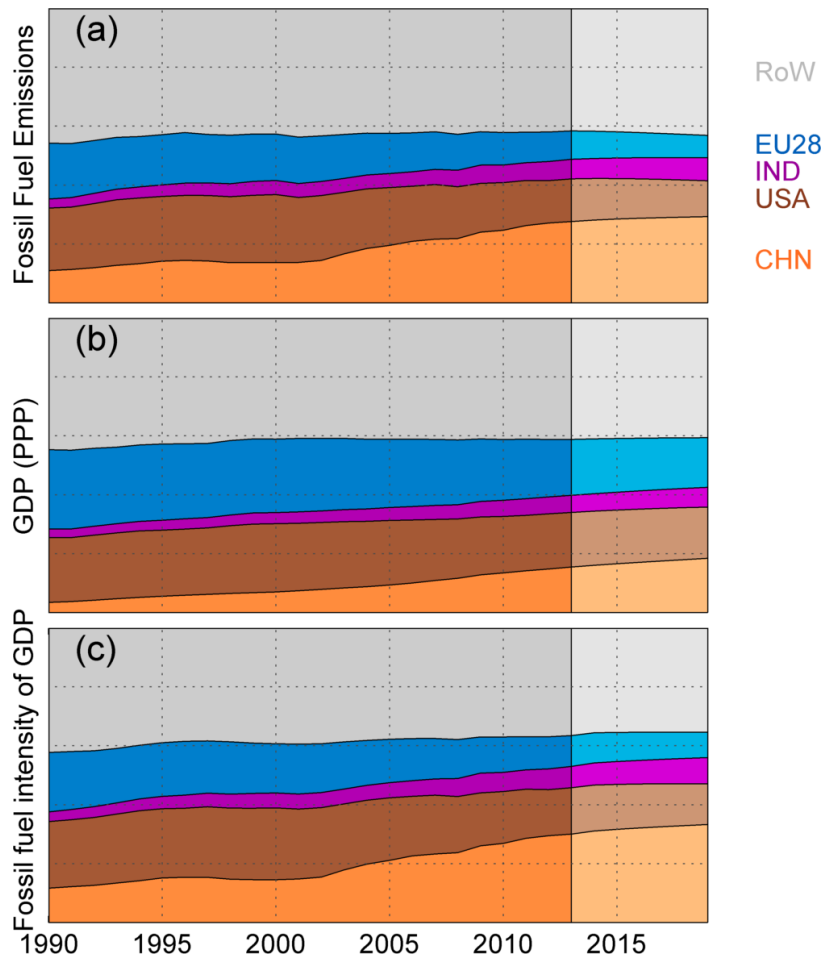 (a)
Fossil Fuel Emissions
RoW
EU28
IND
USA
CHN
(b)
GDP (PPP)
(c)
Fossil fuel intensity of GDP
1990 1995 2000 2005 2010 2015